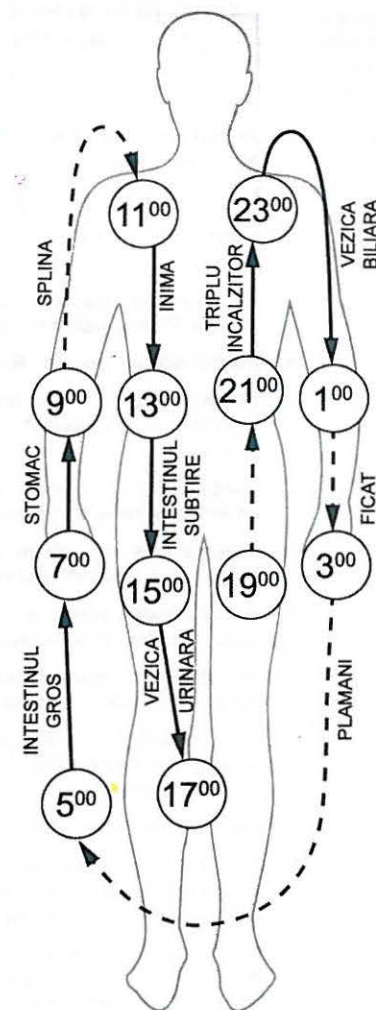 11⁰⁰
23⁰⁰
SPLINA
INIMA
TRIPLU
INCALZITOR
VEZICA
BILIARA
9⁰⁰
13⁰⁰
21⁰⁰
1⁰⁰
STOMAC
INTESTINUL
SUBTIRE
FICAT
7⁰⁰
15⁰⁰
19⁰⁰
3⁰⁰
INTESTINUL
GROS
VEZICA
URINARA
PLAMANI
5⁰⁰
17⁰⁰